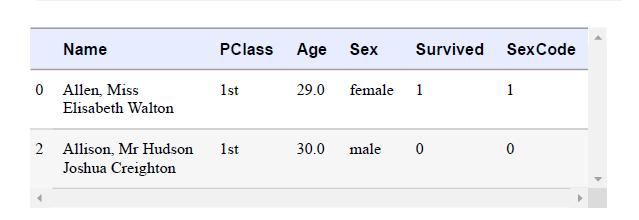 Name PClass Age Sex Survived SexCode
0 Allen, Miss 1st 29.0 female 1 1
Elisabeth Walton
2 Allison, Mr Hudson 1st 30.0 male 0 0
Joshua Creighton